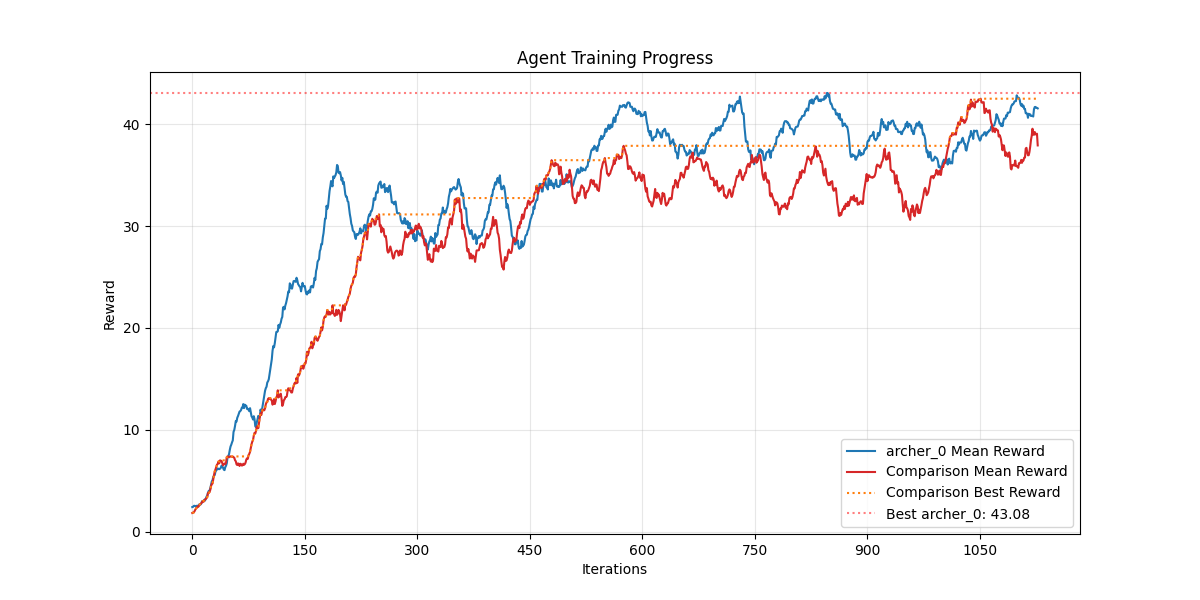 Agent Training Progress
Reward
40
30
20
10
0
0 150 300 450 600 750 900 1050
Iterations
archer_0 Mean Reward
Comparison Mean Reward
Comparison Best Reward
Best archer_0: 43.08